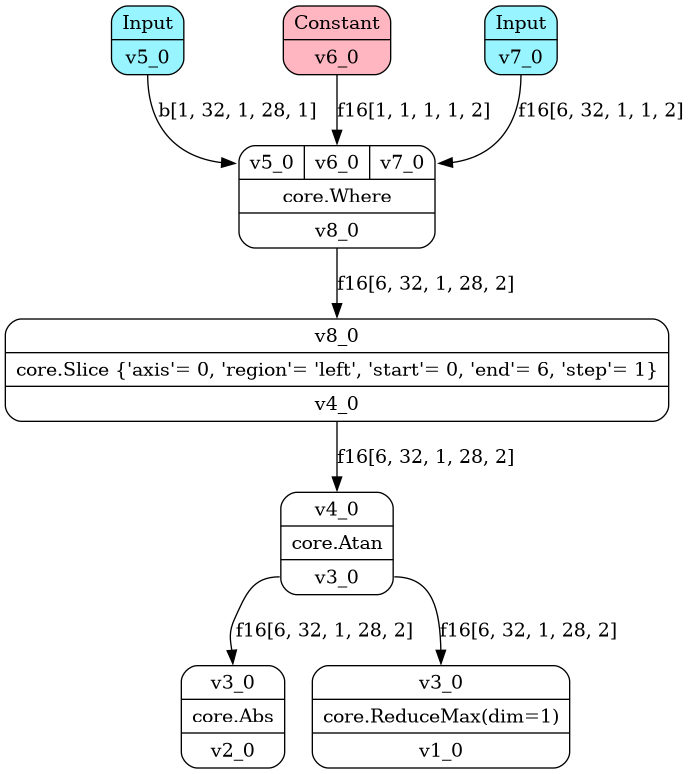 Input
v5_0
Constant
v6_0
Input
v7_0
b[1, 32, 1, 28, 1]
f16[1, 1, 1, 1, 2]
f16[6, 32, 1, 1, 2]
v5_0 v6_0 v7_0
core.Where
v8_0
f16[6, 32, 1, 28, 2]
v8_0
core.Slice {'axis'= 0, 'region'= 'left', 'start'= 0, 'end'= 6, 'step'= 1}
v4_0
f16[6, 32, 1, 28, 2]
v4_0
core.Atan
v3_0
f16[6, 32, 1, 28, 2]
f16[6, 32, 1, 28, 2]
v3_0
core.Abs
v2_0
v3_0
core.ReduceMax(dim=1)
v1_0